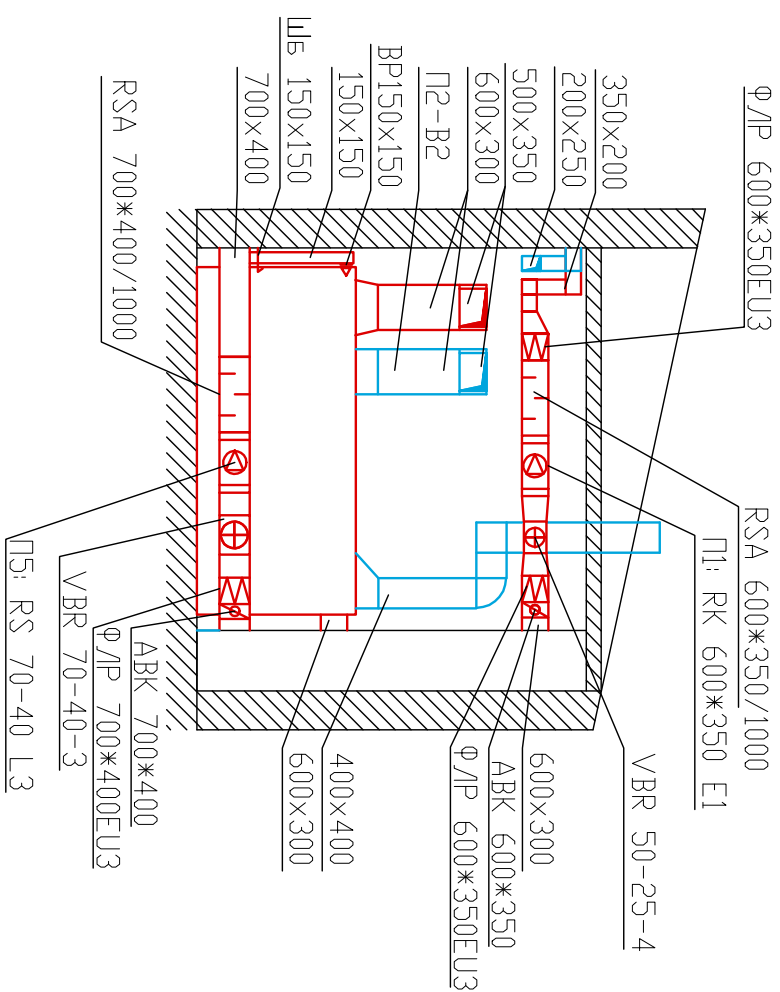 ФЛР 600*350EU3
350x200
200x250
500x350
600x300
П2-В2
ВР150x150
150x150
ШБ 150x150
700x400
RSA 700*400/1000
RSA 600*350/1000
П1: RK 600*350 E1
VBR 50-25-4
600x300
АВК 600*350
ФЛР 600*350EU3
400x400
600x300
АВК 700*400
ФЛР 700*400EU3
VBR 70-40-3
П5: RS 70-40 L3